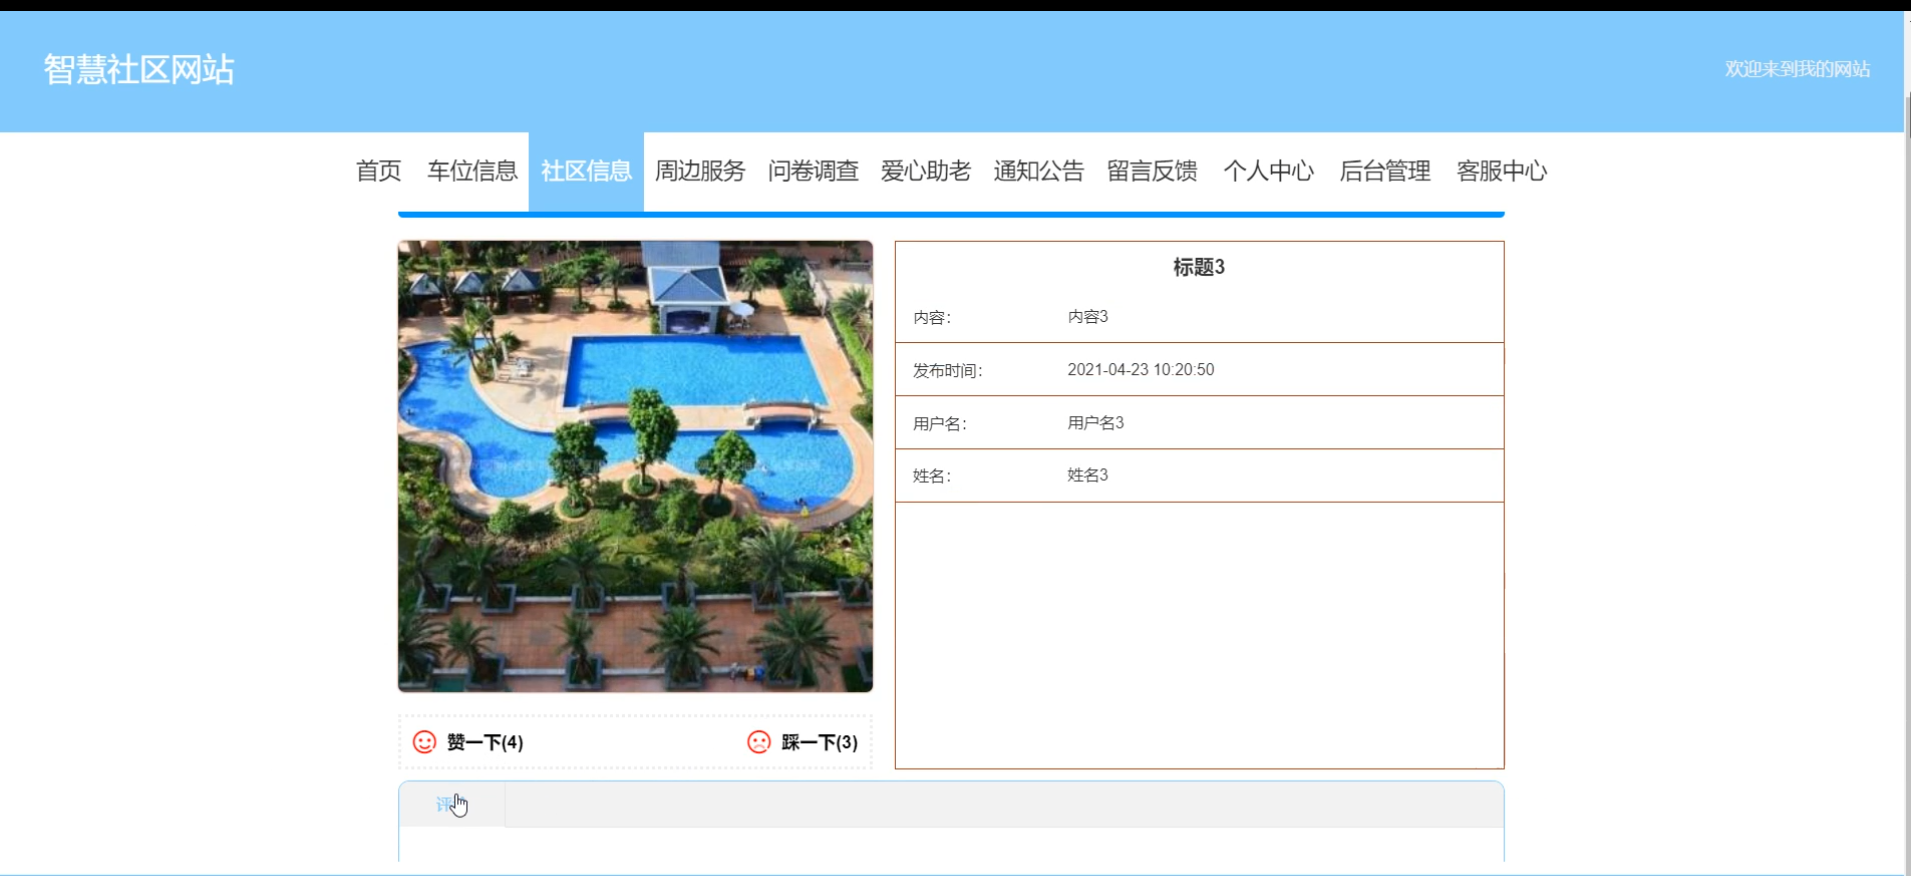 智慧社区网站
欢迎来到我的网站
首页 车位信息 社区信息 周边服务 问卷调查 爱心助老 通知公告 留言反馈 个人中心 后台管理 客服中心
标题3
内容： 内容3
发布时间： 2021-04-23 10:20:50
用户名： 用户名3
姓名： 姓名3
赞一下(4) 踩一下(3)
评